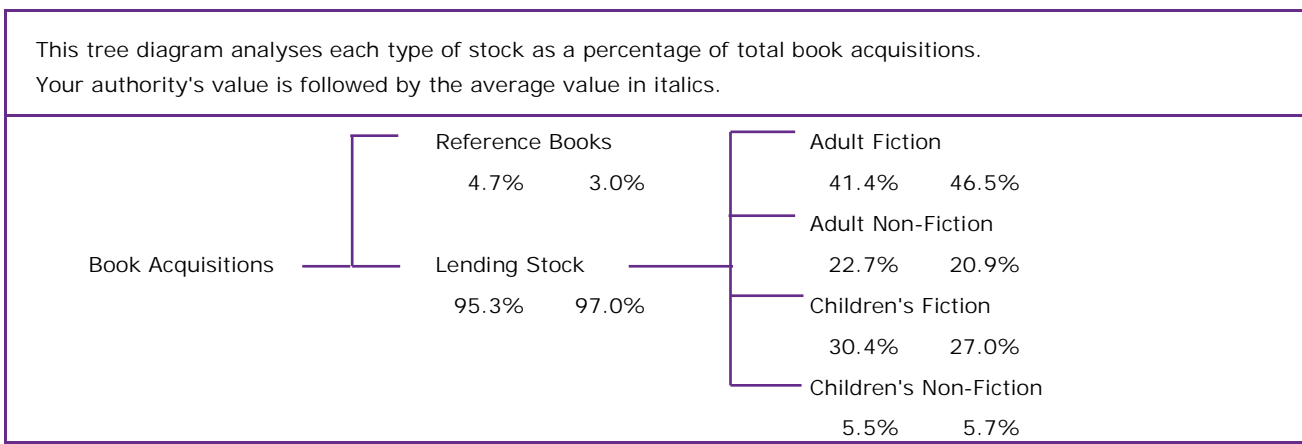 This tree diagram analyses each type of stock as a percentage of total book acquisitions.
Your authority's value is followed by the average value in italics.
Reference Books
4.7% 3.0%
Book Acquisitions
Lending Stock
95.3% 97.0%
Adult Fiction
41.4% 46.5%
Adult Non-Fiction
22.7% 20.9%
Children's Fiction
30.4% 27.0%
Children's Non-Fiction
5.5% 5.7%